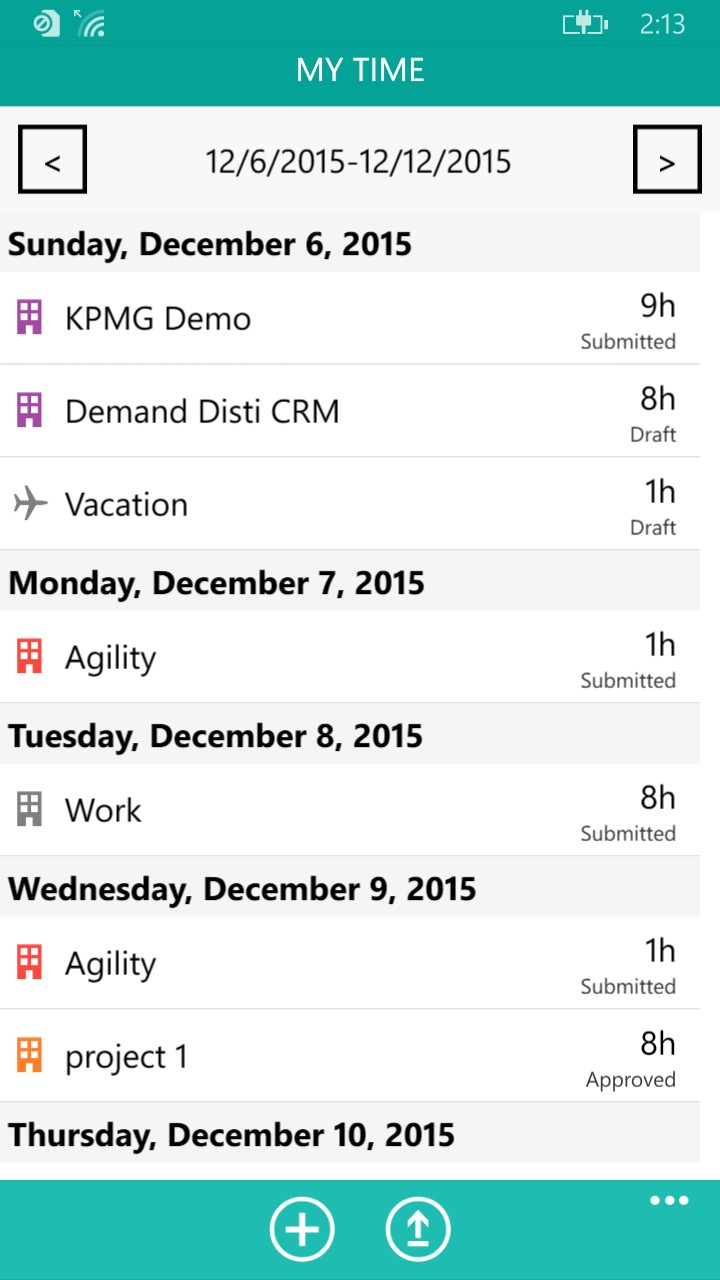 2:13
MY TIME
< 12/6/2015-12/12/2015 >
Sunday, December 6, 2015
KPMG Demo 9h
Submitted
Demand Disti CRM 8h
Draft
Vacation 1h
Draft
Monday, December 7, 2015
Agility 1h
Submitted
Tuesday, December 8, 2015
Work 8h
Submitted
Wednesday, December 9, 2015
Agility 1h
Submitted
project 1 8h
Approved
Thursday, December 10, 2015